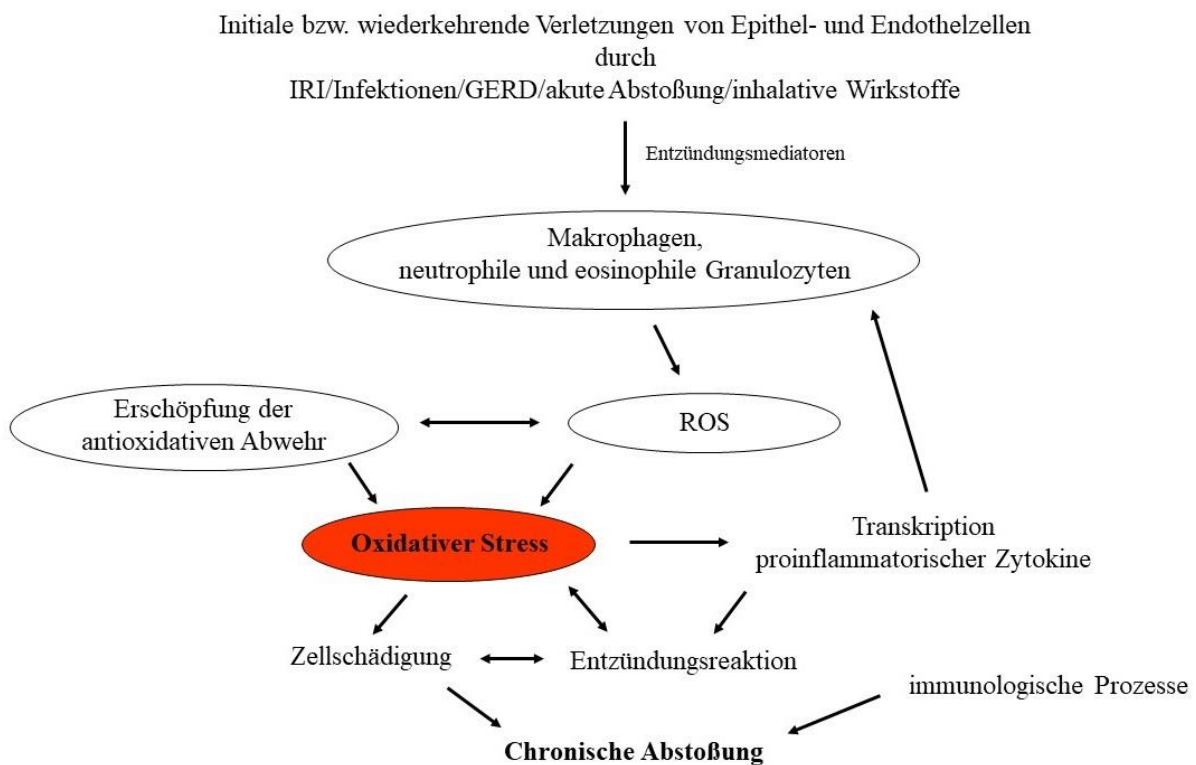 Initiale bzw. wiederkehrende Verletzungen von Epithel- und Endothelzellen
durch
IRI/Infektionen/GERD/akute Abstoßung/inhalative Wirkstoffe
Entzündungsmediatoren
Makrophagen,
neutrophile und eosinophile Granulozyten
Erschöpfung der
antioxidativen Abwehr
ROS
Oxidativer Stress
Transkription
proinflammatorischer Zytokine
Zellschädigung
Entzündungsreaktion
immunologische Prozesse
Chronische Abstoßung